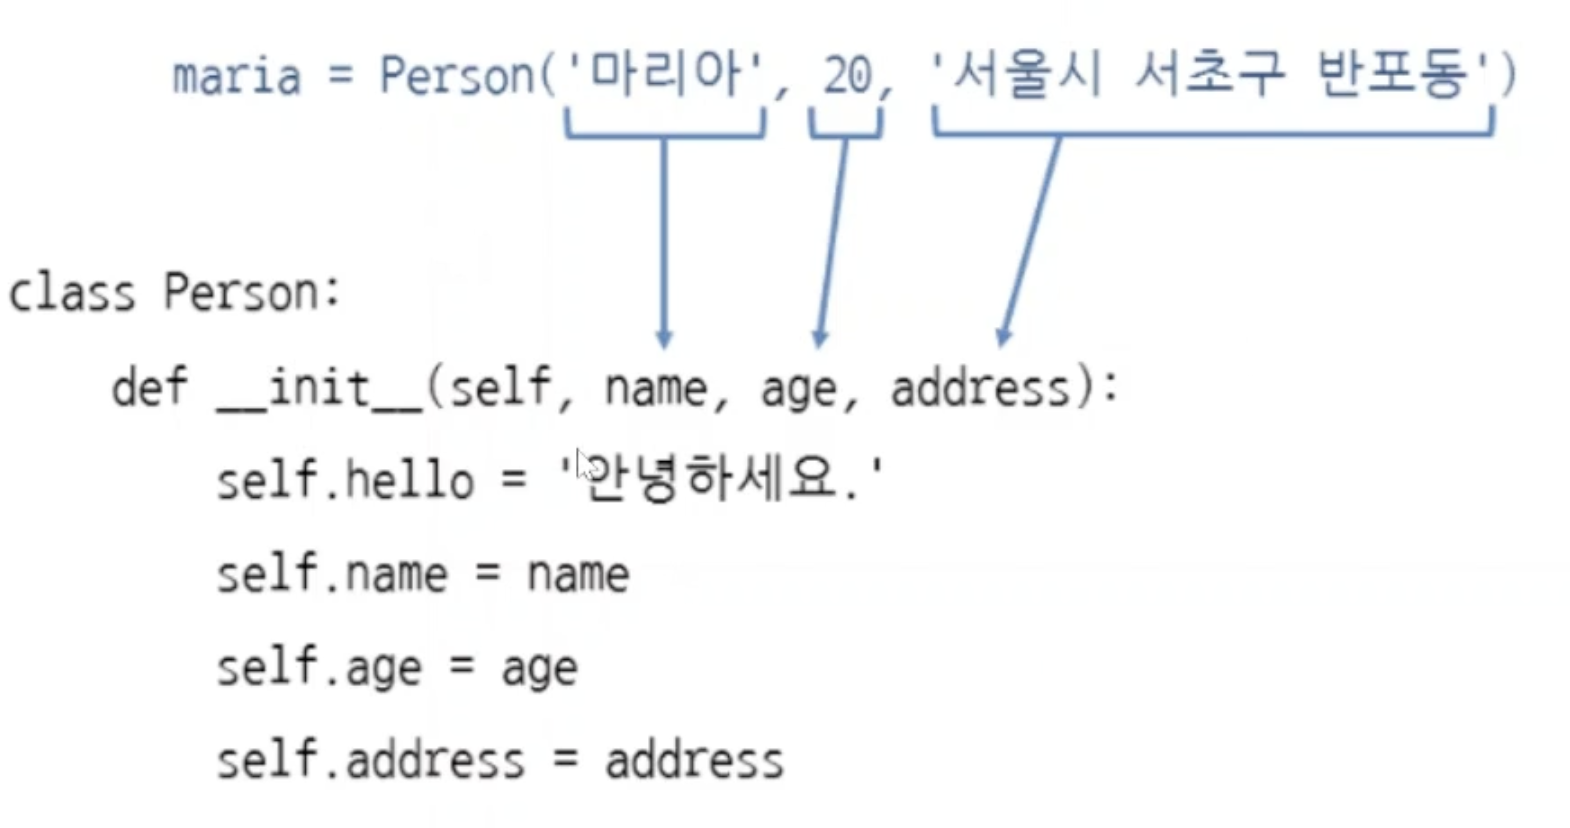 maria = Person('마리아', 20, '서울시 서초구 반포동')
class Person:
def __init__(self, name, age, address):
self.hello = '안녕하세요.'
self.name = name
self.age = age
self.address = address